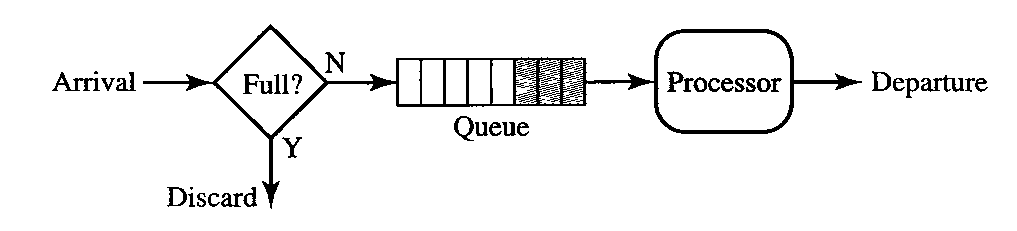 Arrival
Full?
N
Queue
Processor
Departure
Y
Discard